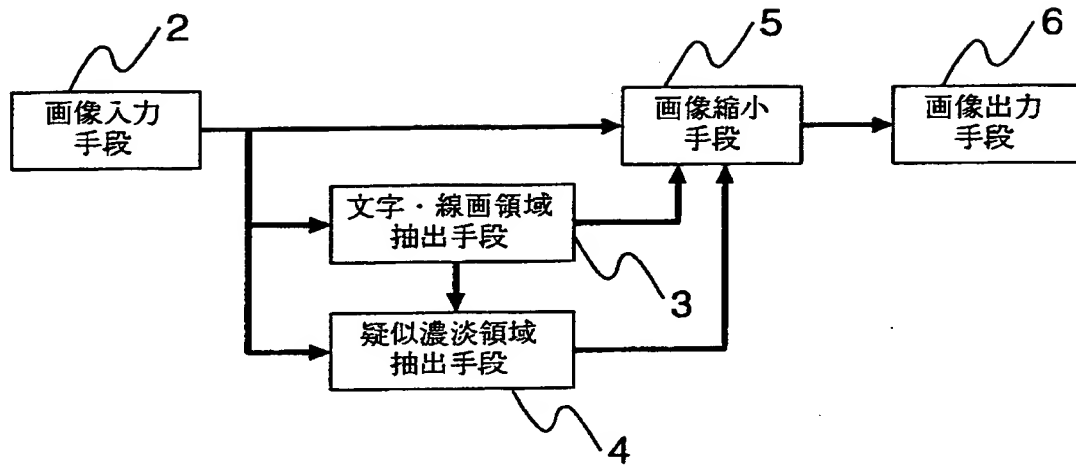 2
5
6
画像入力
手段
画像縮小
手段
画像出力
手段
文字・線画領域
抽出手段
3
疑似濃淡領域
抽出手段
4